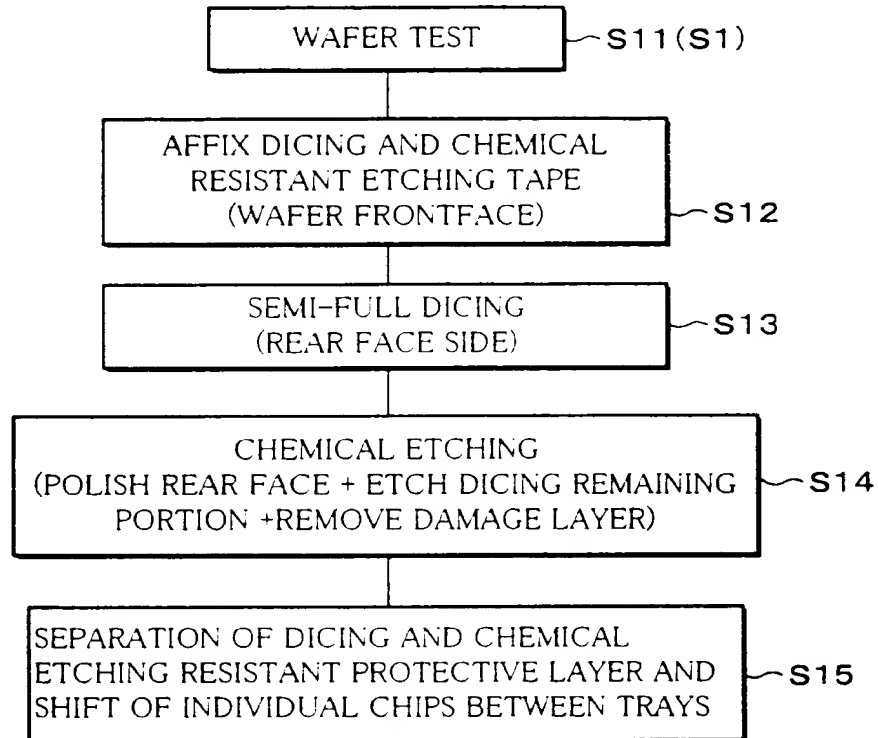 WAFER TEST
S11(S1)
AFFIX DICING AND CHEMICAL
RESISTANT ETCHING TAPE
(WAFER FRONTFACE)
S12
SEMI-FULL DICING
(REAR FACE SIDE)
S13
CHEMICAL ETCHING
(POLISH REAR FACE + ETCH DICING REMAINING
PORTION +REMOVE DAMAGE LAYER)
S14
SEPARATION OF DICING AND CHEMICAL
ETCHING RESISTANT PROTECTIVE LAYER AND
SHIFT OF INDIVIDUAL CHIPS BETWEEN TRAYS
S15